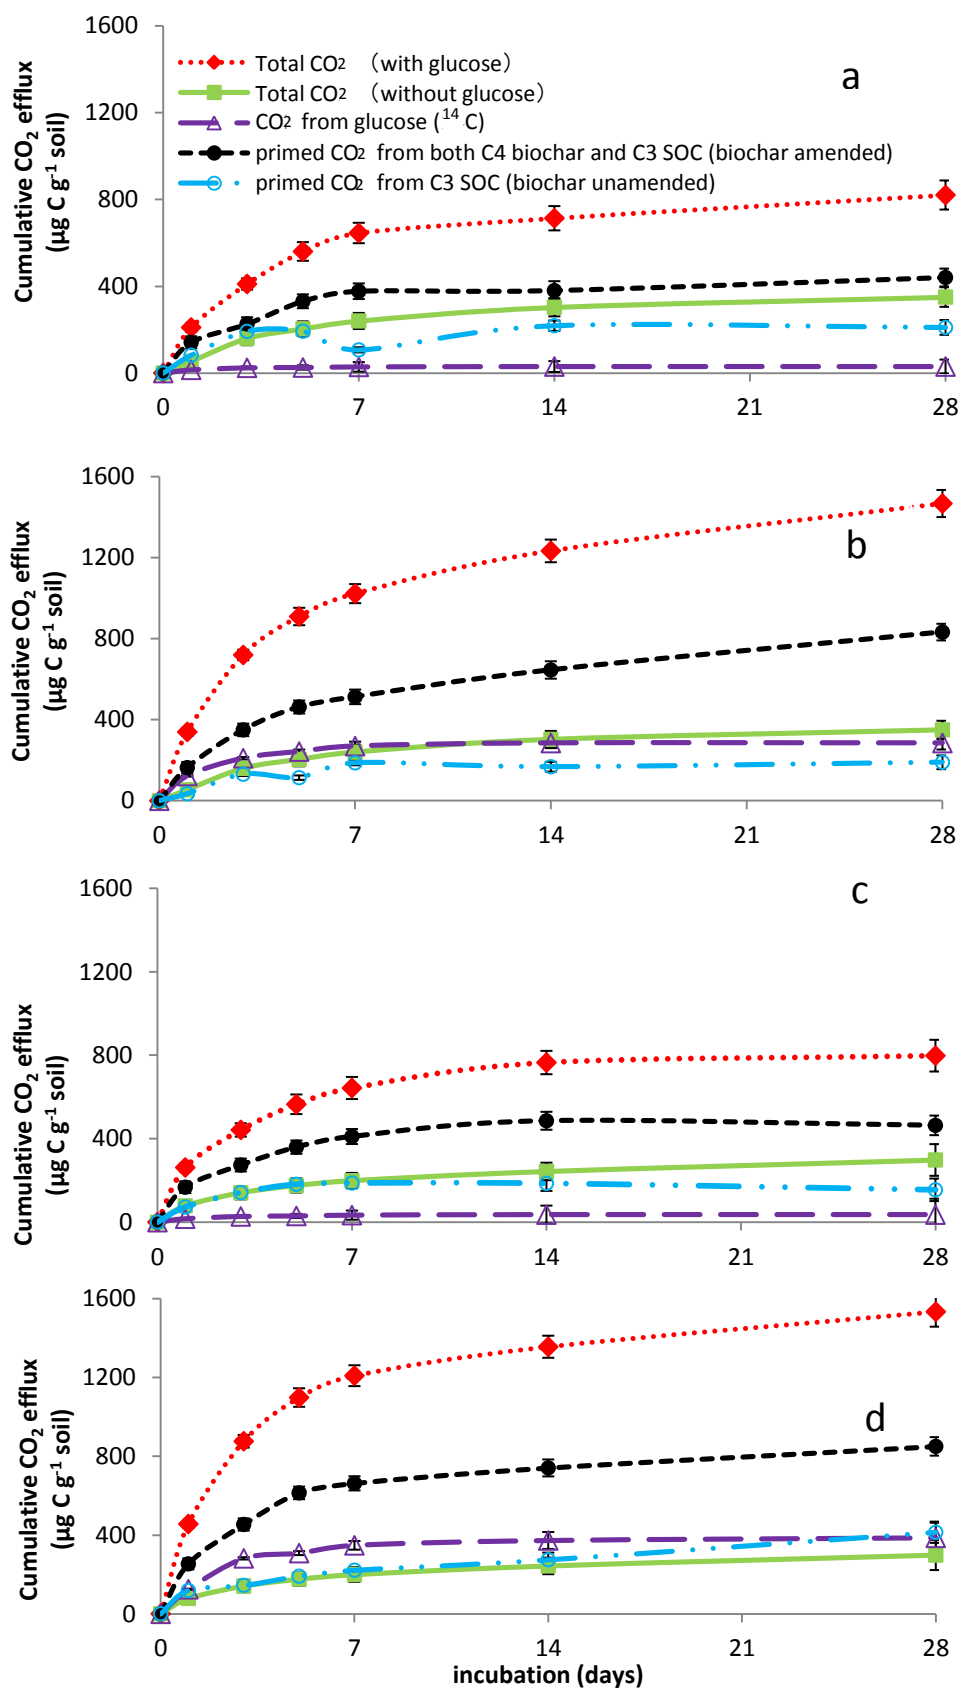 1600
1200
800
400
0
Cumulative CO2 efflux
(µg C g-1 soil)
Total CO2 （with glucose）
Total CO2 （without glucose）
CO2 from glucose (14C)
primed CO2 from both C4 biochar and C3 SOC (biochar amended)
primed CO2 from C3 SOC (biochar unamended)
a
0 7 14 21 28
1600
1200
800
400
0
Cumulative CO2 efflux
(µg C g-1 soil)
b
0 7 14 21 28
1600
1200
800
400
0
Cumulative CO2 efflux
(µg C g-1 soil)
c
0 7 14 21 28
1600
1200
800
400
0
Cumulative CO2 efflux
(µg C g-1 soil)
d
0 7 14 21 28
incubation (days)